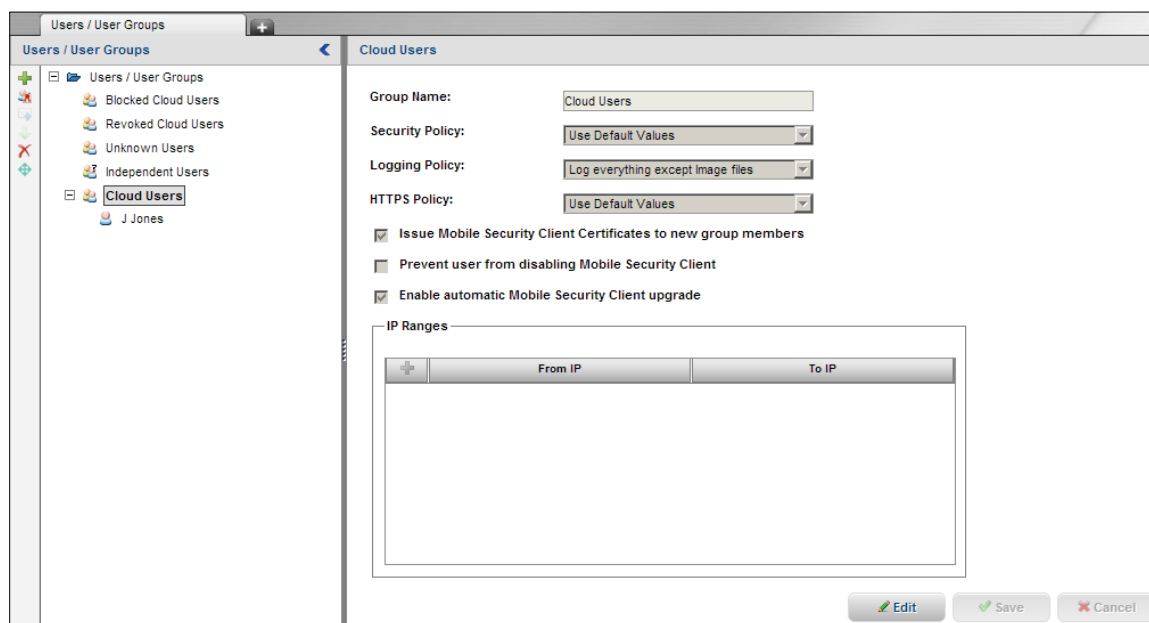 Users / User Groups
Users / User Groups
Users / User Groups
Blocked Cloud Users
Revoked Cloud Users
Unknown Users
Independent Users
Cloud Users
J Jones
Cloud Users
Group Name: Cloud Users
Security Policy: Use Default Values
Logging Policy: Log everything except Image files
HTTPS Policy: Use Default Values
Issue Mobile Security Client Certificates to new group members
Prevent user from disabling Mobile Security Client
Enable automatic Mobile Security Client upgrade
IP Ranges
From IP To IP
Edit Save Cancel